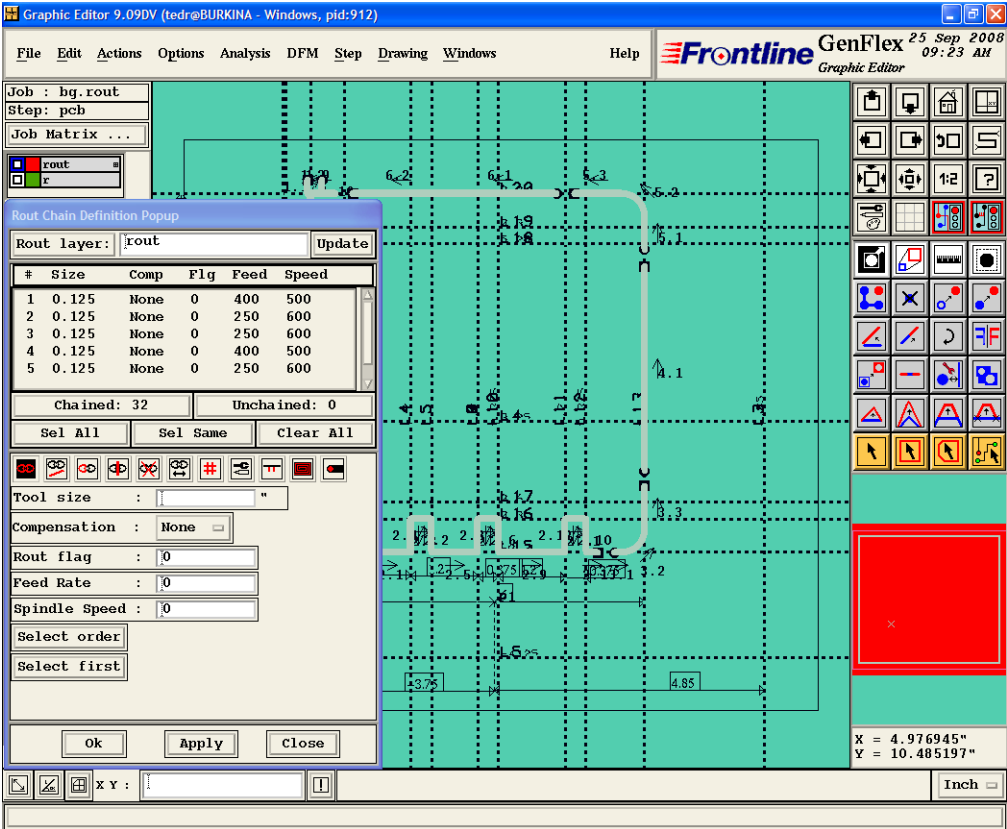 Graphic Editor 9.09DV (tedr@BURKINA - Windows, pid:912)
File Edit Actions Options Analysis DFM Step Drawing Windows Help
Frontline GenFlex 25 Sep 2008
Graphic Editor 09:23 AM
Job : bg.rout
Step: pcb
Job Matrix ...
rout
r
Rout Chain Definition Popup
Rout layer: rout Update
# Size Comp Flg Feed Speed
1 0.125 None 0 400 500
2 0.125 None 0 250 600
3 0.125 None 0 250 600
4 0.125 None 0 400 500
5 0.125 None 0 250 600
Chained: 32 Unchained: 0
Sel All Sel Same Clear All
Tool size : "
Compensation : None
Rout flag : 0
Feed Rate : 0
Spindle Speed : 0
Select order
Select first
Ok Apply Close
6.2 6.1 6.3
5.2
5.1
4.1
3.3
3.2
-3.75 4.85
1:2
?
X = 4.976945"
Y = 10.485197"
X Y : ! Inch